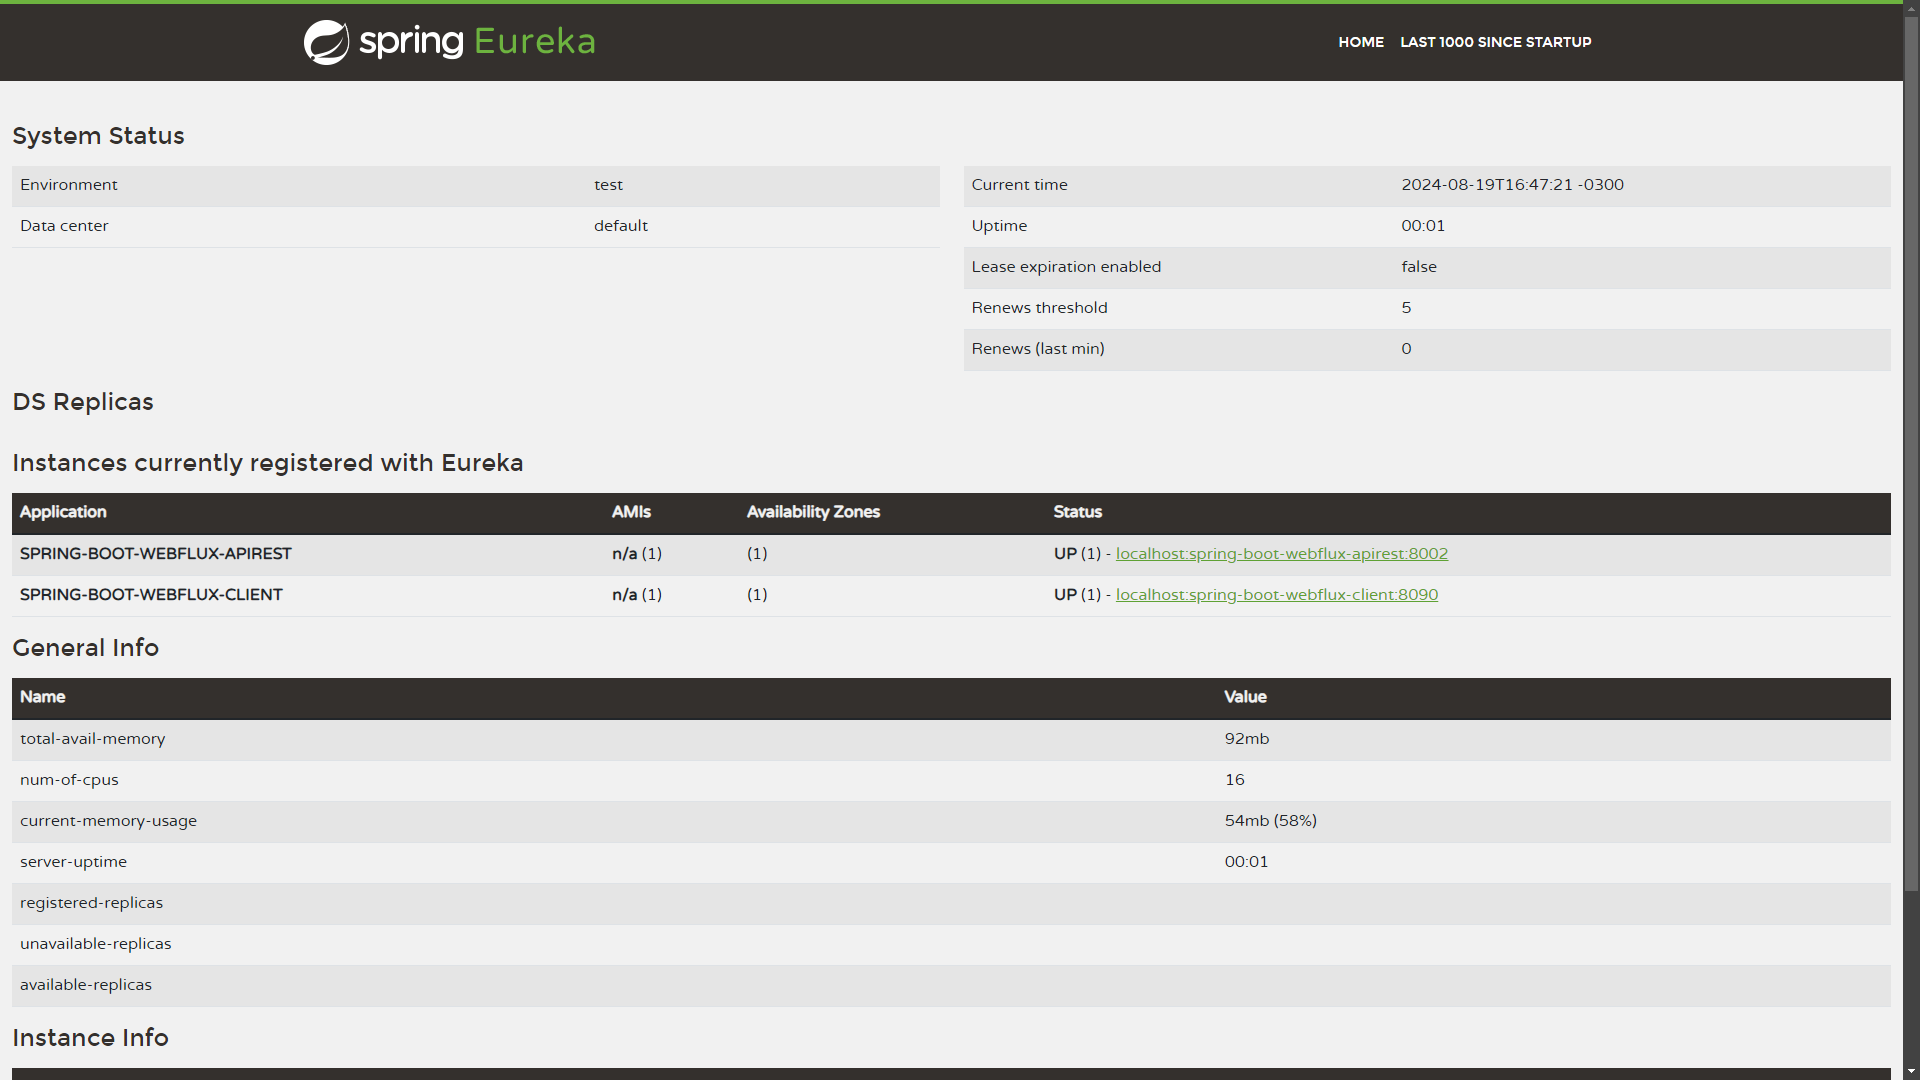 spring Eureka
HOME LAST 1000 SINCE STARTUP
System Status
Environment test
Data center default
Current time 2024-08-19T16:47:21 -0300
Uptime 00:01
Lease expiration enabled false
Renews threshold 5
Renews (last min) 0
DS Replicas
Instances currently registered with Eureka
Application AMIs Availability Zones Status
SPRING-BOOT-WEBFLUX-APIREST n/a (1) (1) UP (1) - localhost:spring-boot-webflux-apirest:8002
SPRING-BOOT-WEBFLUX-CLIENT n/a (1) (1) UP (1) - localhost:spring-boot-webflux-client:8090
General Info
Name Value
total-avail-memory 92mb
num-of-cpus 16
current-memory-usage 54mb (58%)
server-uptime 00:01
registered-replicas
unavailable-replicas
available-replicas
Instance Info